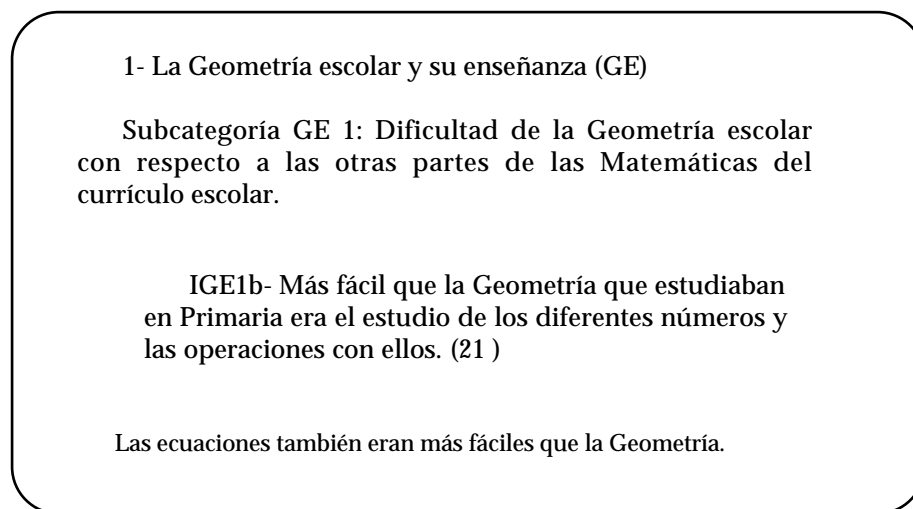 1- La Geometría escolar y su enseñanza (GE)
Subcategoría GE 1: Dificultad de la Geometría escolar
con respecto a las otras partes de las Matemáticas del
currículo escolar.
IGE1b- Más fácil que la Geometría que estudiaban
en Primaria era el estudio de los diferentes números y
las operaciones con ellos. (21 )
Las ecuaciones también eran más fáciles que la Geometría.